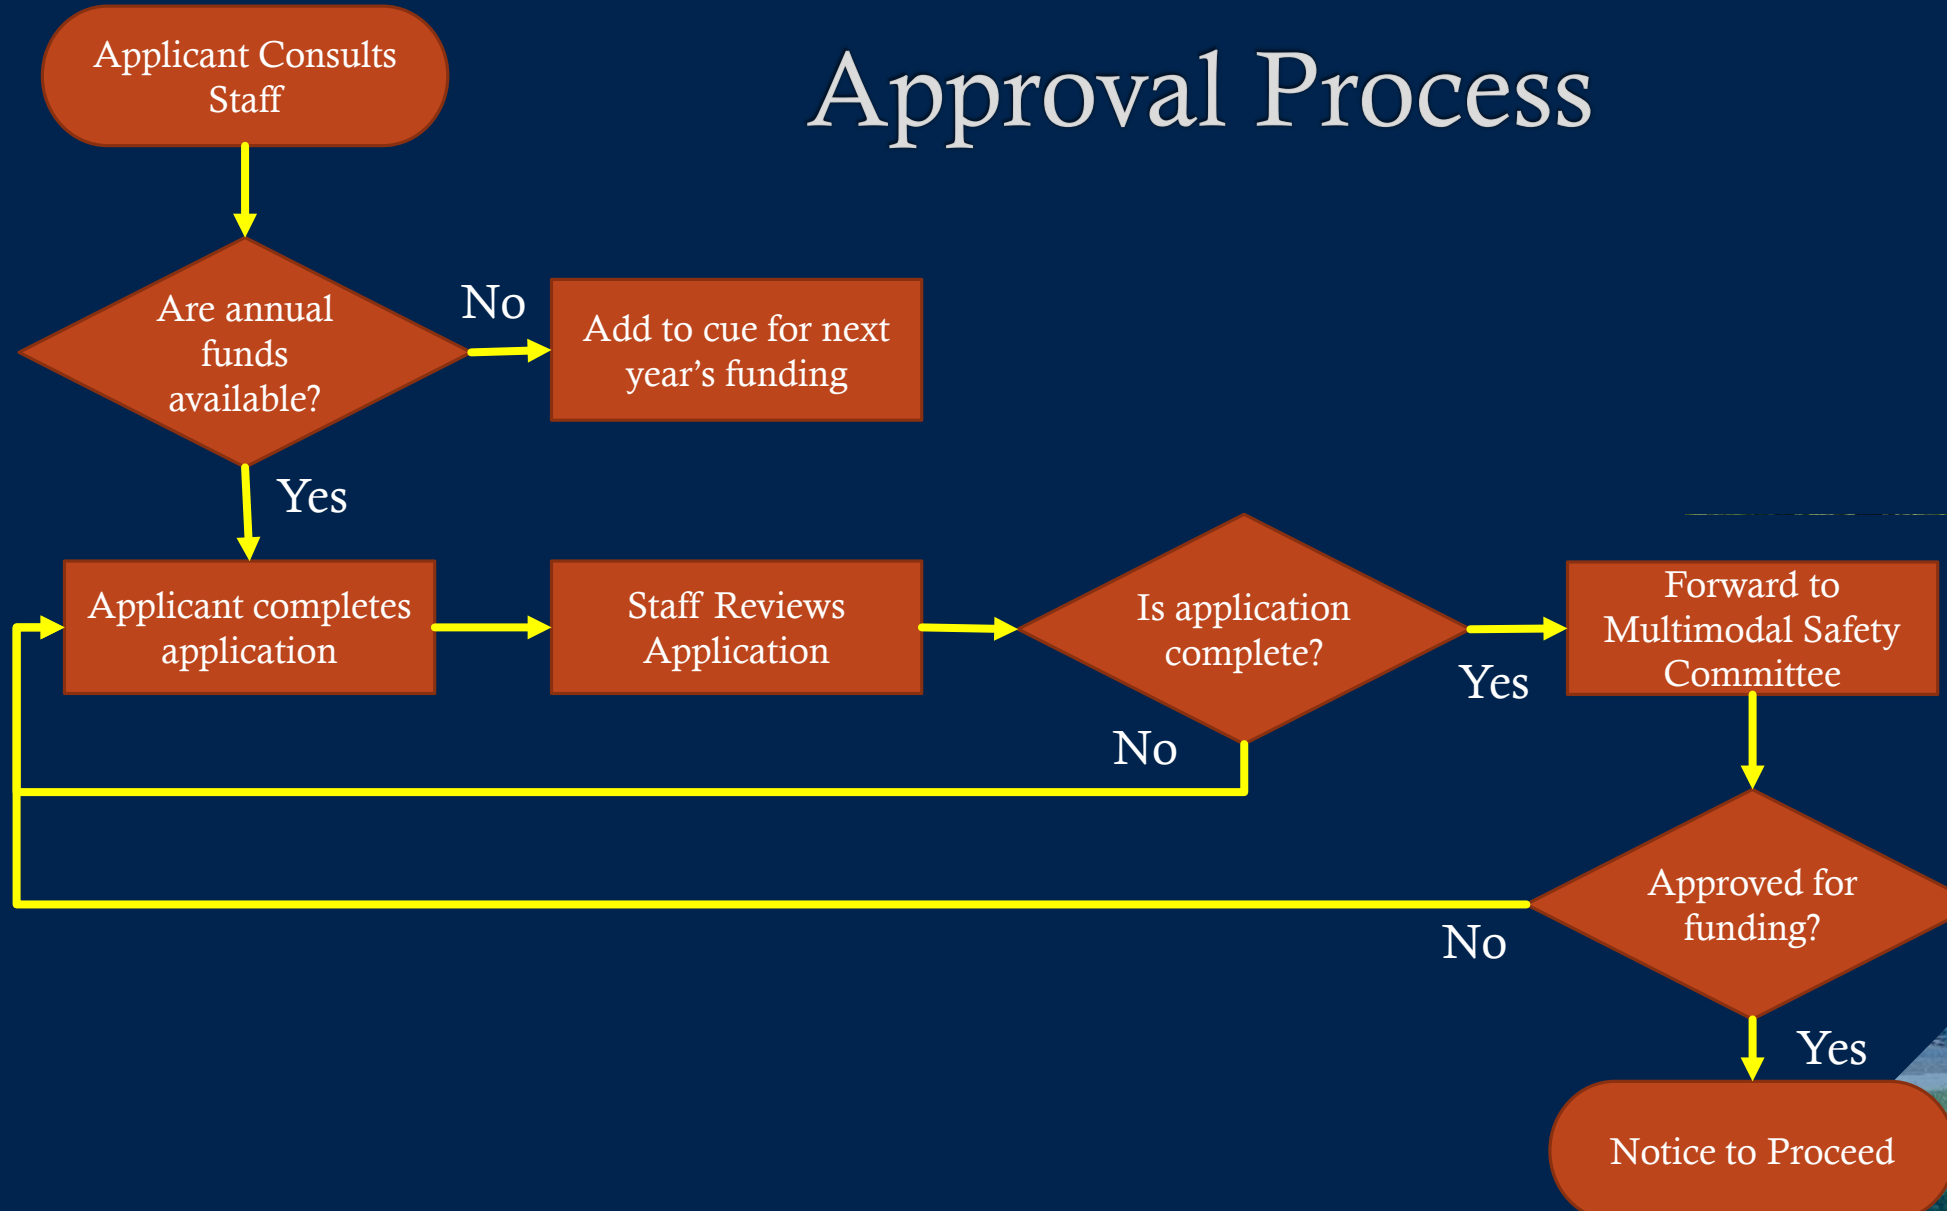 Approval Process
Applicant Consults
Staff
Are annual
funds
available?
No
Add to cue for next
year’s funding
Yes
Applicant completes
application
Staff Reviews
Application
Is application
complete?
Yes
Forward to
Multimodal Safety
Committee
No
Approved for
funding?
No
Yes
Notice to Proceed